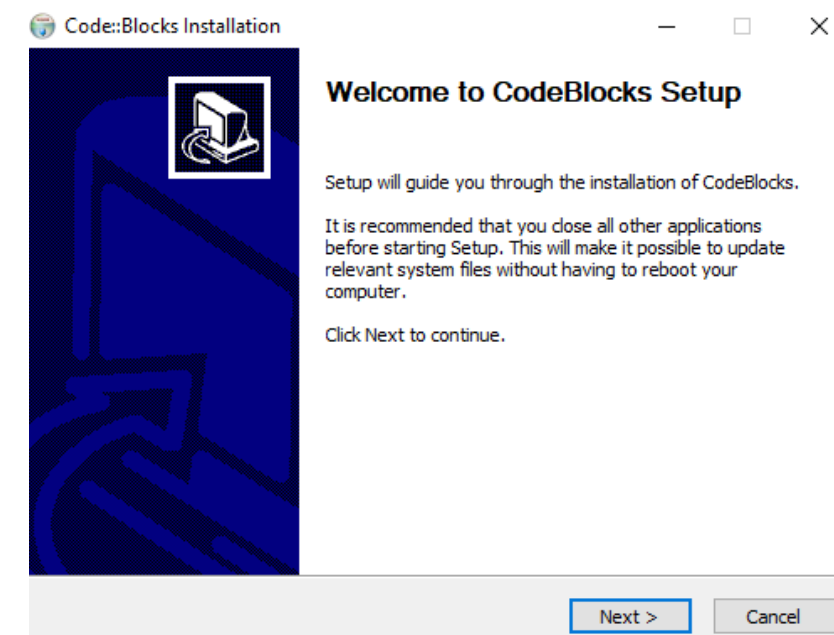 Code::Blocks Installation
Welcome to CodeBlocks Setup
Setup will guide you through the installation of CodeBlocks.
It is recommended that you close all other applications
before starting Setup. This will make it possible to update
relevant system files without having to reboot your
computer.
Click Next to continue.
Next >
Cancel